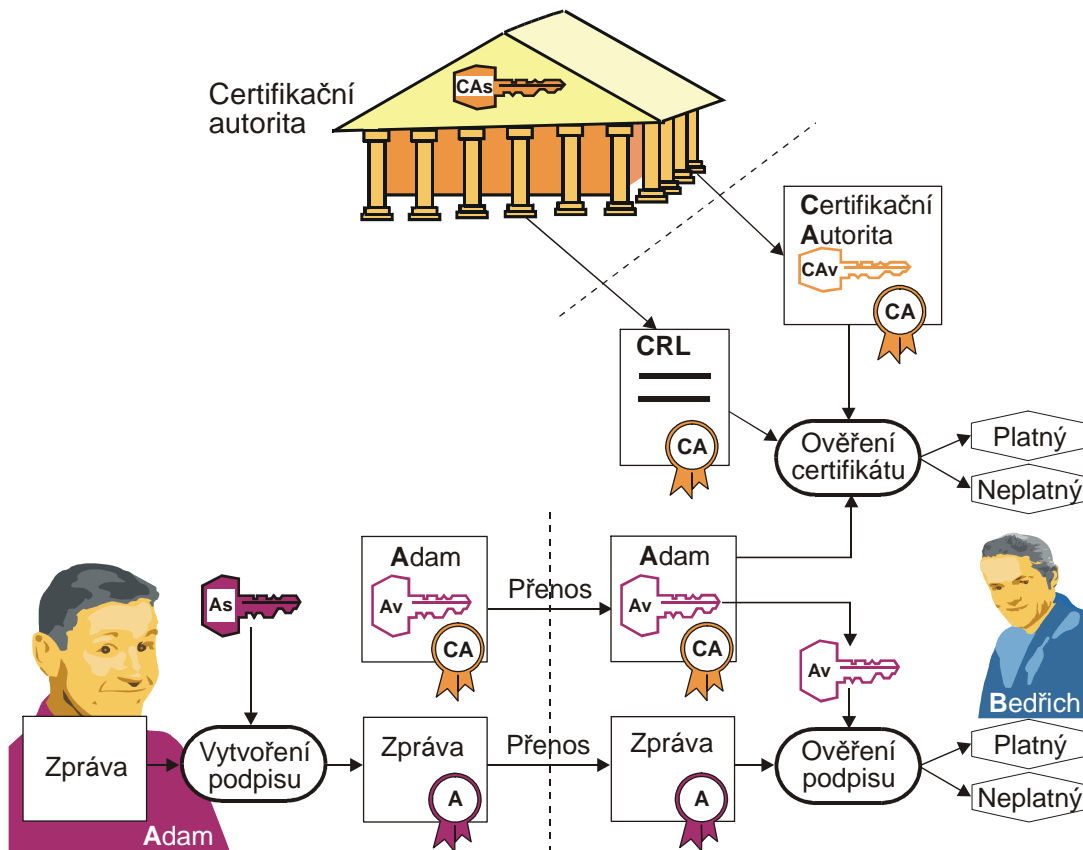 CAs
Certifikační
autorita
Certifikační
Autorita
CAv
CA
CRL
CA
Ověření
certifikátu
Platný
Neplatný
Adam
Av
CA
Přenos
Adam
Av
CA
As
Av
Bedřich
Zpráva
Adam
Vytvoření
podpisu
Zpráva
A
Přenos
Zpráva
A
Ověření
podpisu
Platný
Neplatný